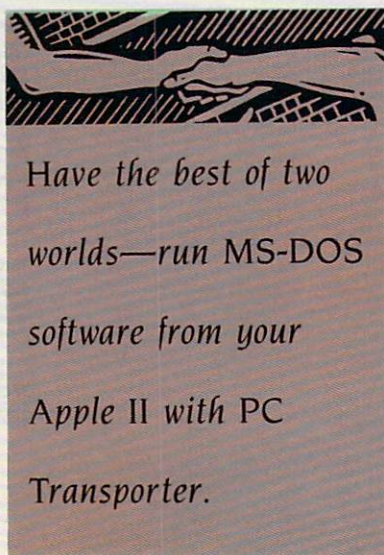 Have the best of two
worlds—run MS-DOS
software from your
Apple II with PC
Transporter.